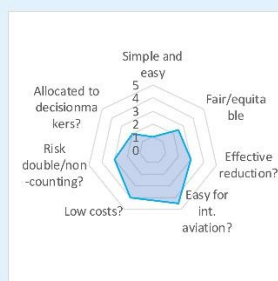 Simple and
easy
Fair/equita
ble
Effective
reduction?
Easy for
int.
aviation?
Low costs?
Risk
double/non
-counting?
Allocated to
decisionma
kers?
5
4
3
2
1
0